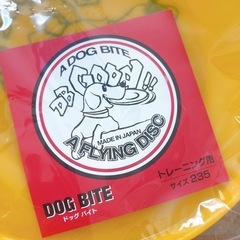 A DOG BITE
Good!!
MADE IN JAPAN
A FLYING DISC
DOG BITE
ドッグ バイト
トレーニング用
サイズ 235